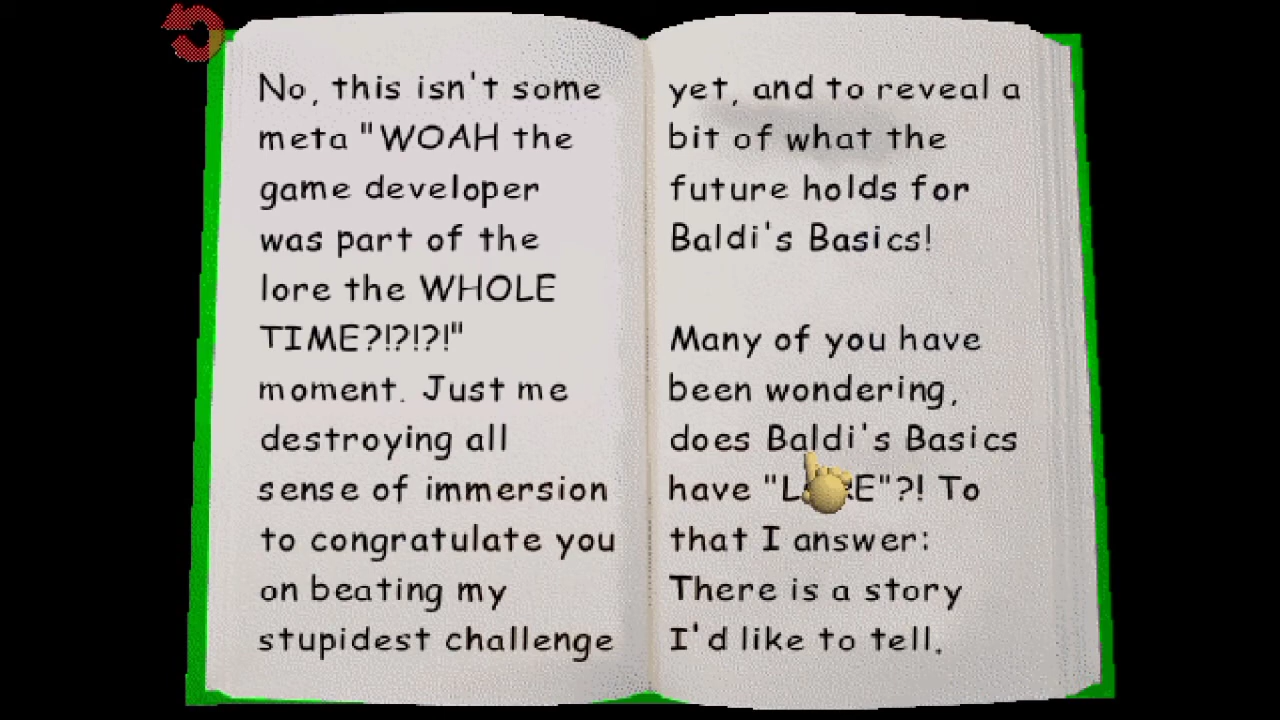 No, this isn't some
meta "WOAH the
game developer
was part of the
lore the WHOLE
TIME?!?!?!"
moment. Just me
destroying all
sense of immersion
to congratulate you
on beating my
stupidest challenge
yet, and to reveal a
bit of what the
future holds for
Baldi's Basics!
Many of you have
been wondering,
does Baldi's Basics
have "LORE"?! To
that I answer:
There is a story
I'd like to tell.